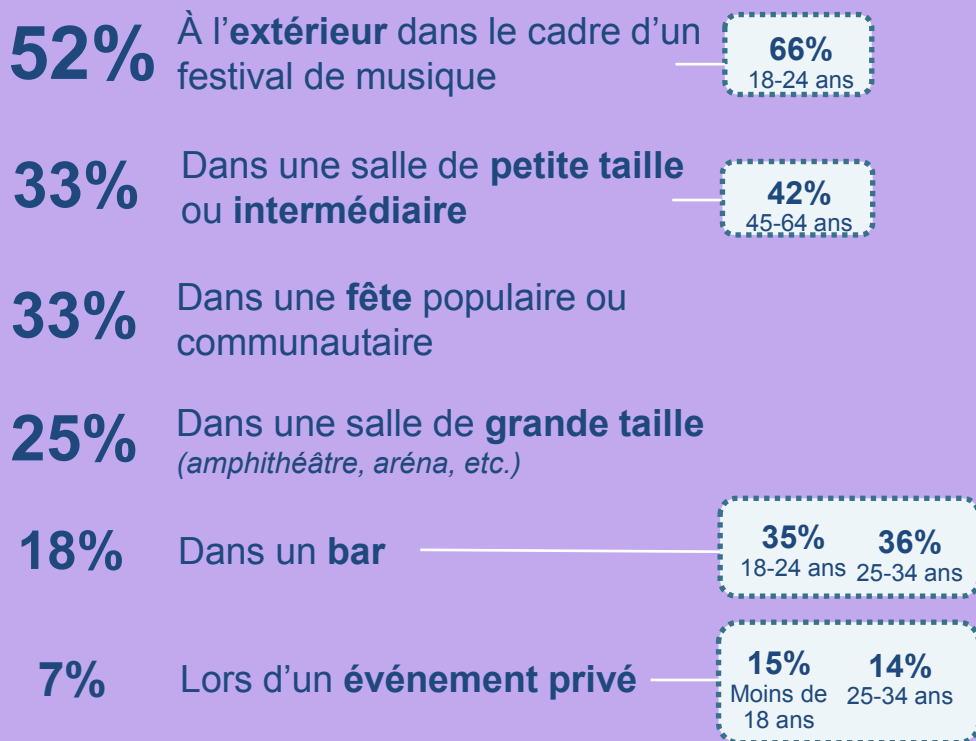 52% À l'extérieur dans le cadre d'un
festival de musique
66%
18-24 ans
33% Dans une salle de petite taille
ou intermédiaire
42%
45-64 ans
33% Dans une fête populaire ou
communautaire
25% Dans une salle de grande taille
(amphithéâtre, aréna, etc.)
18% Dans un bar
35% 36%
18-24 ans 25-34 ans
7% Lors d'un événement privé
15% 14%
Moins de 25-34 ans
18 ans